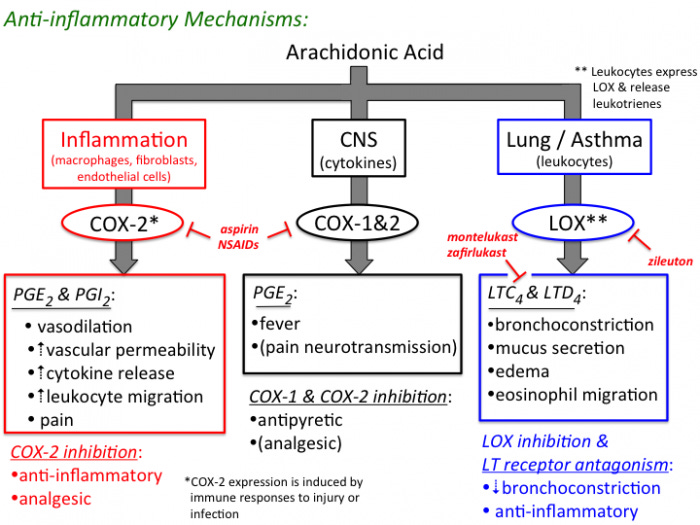 Anti-inflammatory Mechanisms:
Arachidonic Acid
** Leukocytes express
LOX & release
leukotrienes
Inflammation
(macrophages, fibroblasts,
endothelial cells)
CNS
(cytokines)
Lung / Asthma
(leukocytes)
COX-2*
aspirin
NSAIDs
COX-1&2
LOX**
montelukast
zafirlukast
zileuton
PGE2 & PGI2:
• vasodilation
•⇡vascular permeability
•⇡cytokine release
•⇡leukocyte migration
• pain
PGE2:
•fever
•(pain neurotransmission)
LTC4 & LTD4:
•bronchoconstriction
•mucus secretion
•edema
•eosinophil migration
COX-2 inhibition:
•anti-inflammatory
•analgesic
COX-1 & COX-2 inhibition:
•antipyretic
•(analgesic)
*COX-2 expression is induced by
immune responses to injury or
infection
LOX inhibition &
LT receptor antagonism:
•⇣bronchoconstriction
• anti-inflammatory